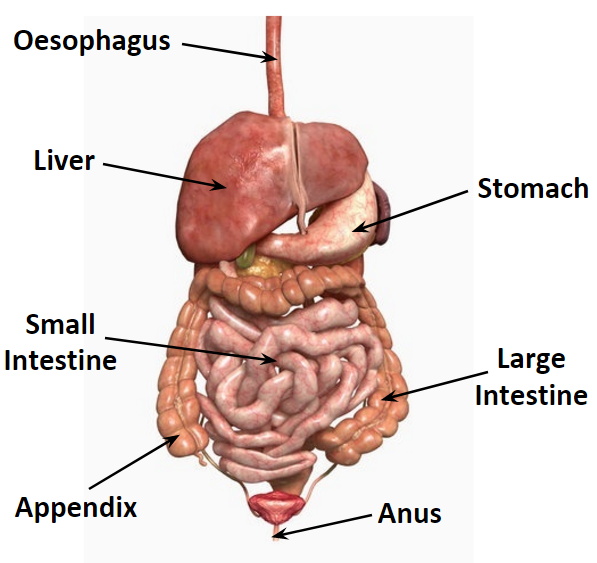 Oesophagus
Liver
Stomach
Small
Intestine
Large
Intestine
Appendix
Anus